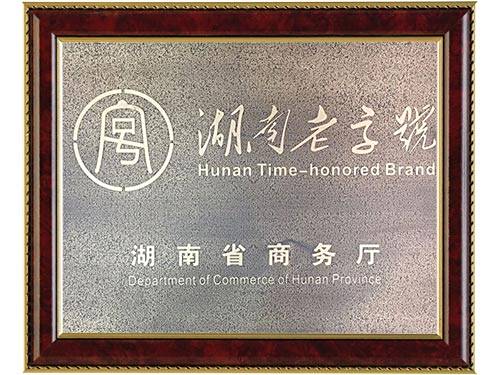 湖南老字號
Hunan Time-honored Brand
湖南省商务厅
Department of Commerce of Hunan Province